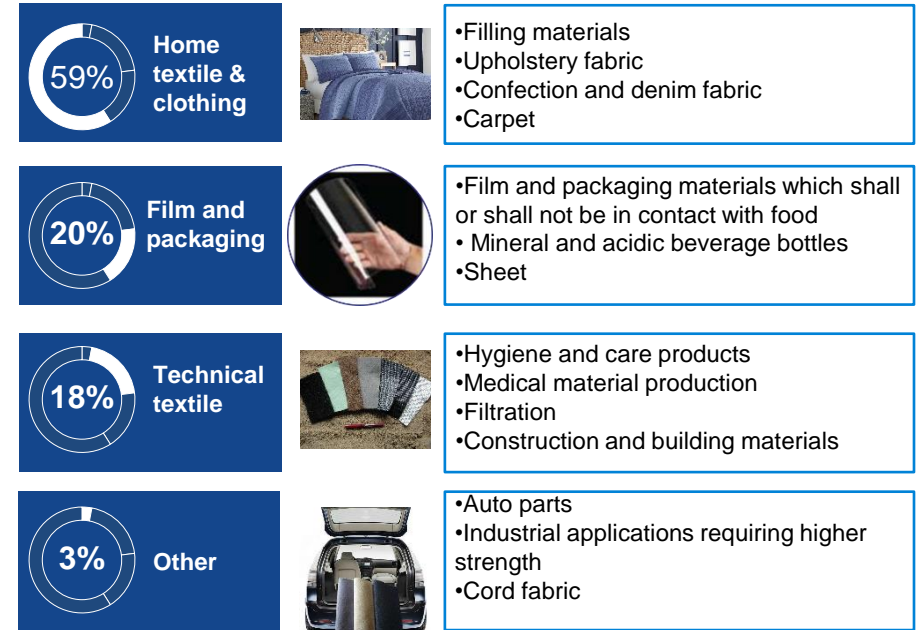 59%
Home
textile &
clothing
•Filling materials
•Upholstery fabric
•Confection and denim fabric
•Carpet
20%
Film and
packaging
•Film and packaging materials which shall
or shall not be in contact with food
• Mineral and acidic beverage bottles
•Sheet
18%
Technical
textile
•Hygiene and care products
•Medical material production
•Filtration
•Construction and building materials
3%
Other
•Auto parts
•Industrial applications requiring higher
strength
•Cord fabric